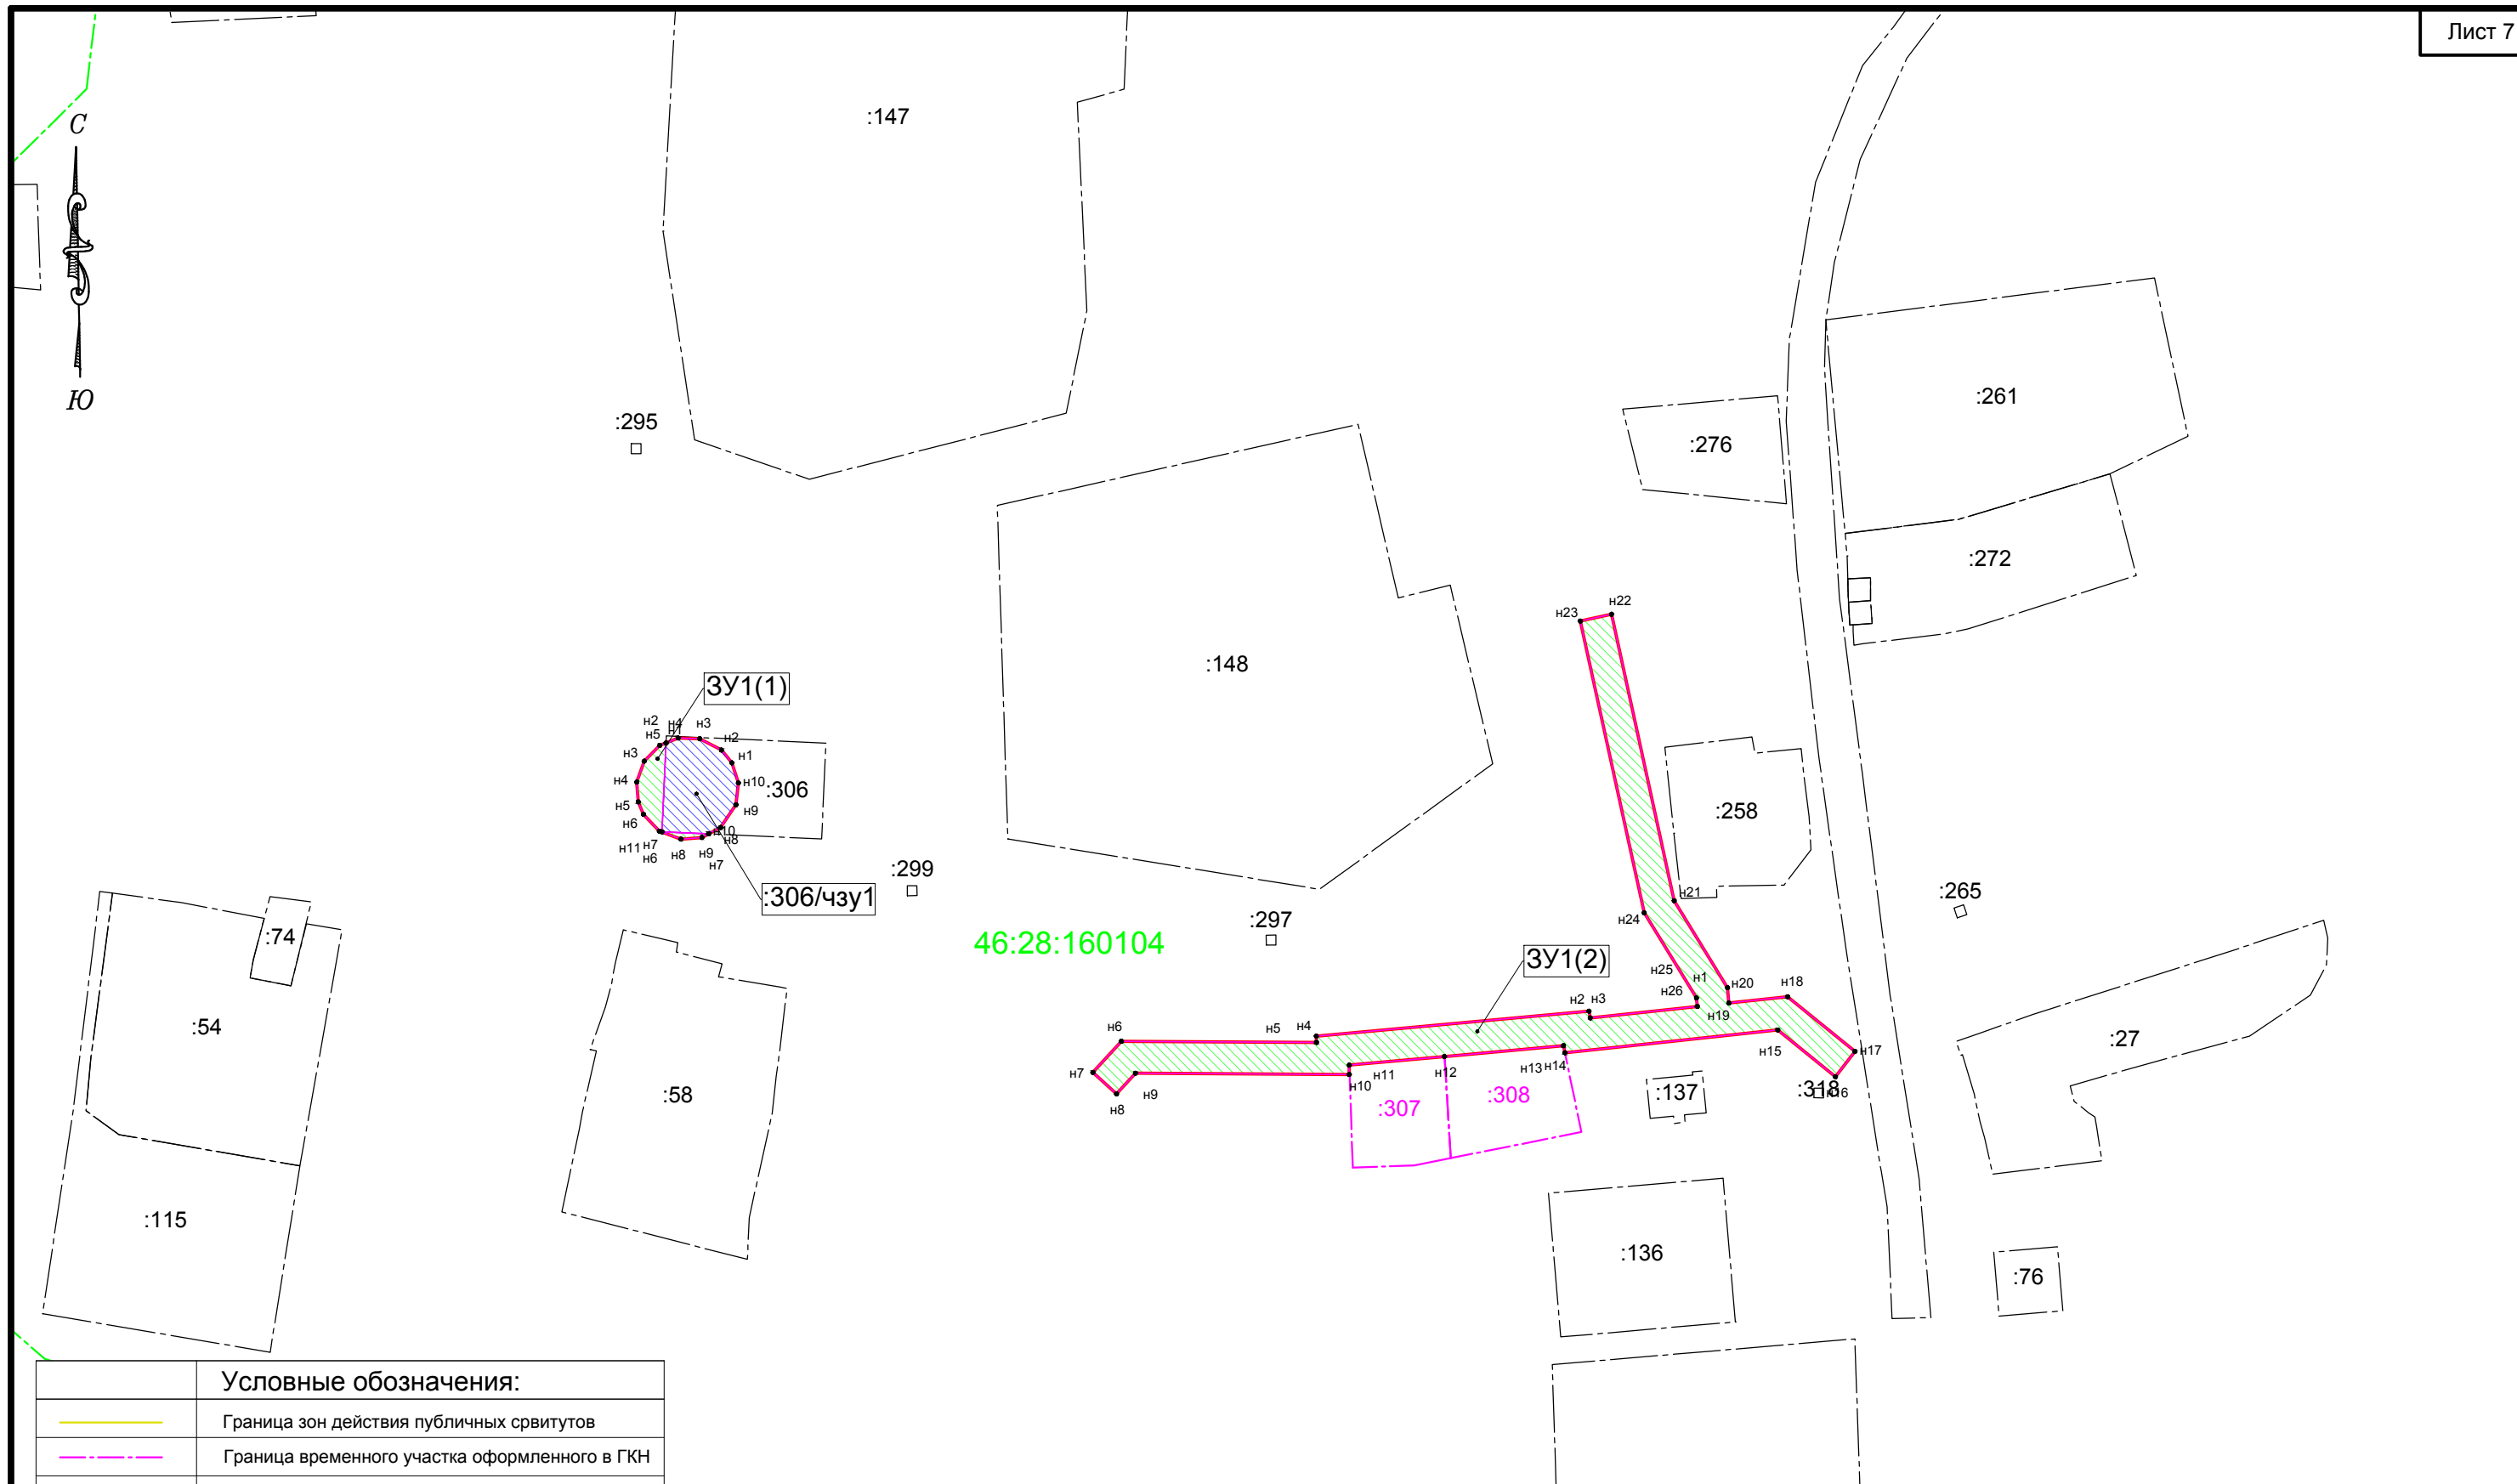 Лист 7
С
Ю
:147
:295
:261
:276
:272
:148
н23
н22
ЗУ1(1)
н2
н4
н1
н3
н5
н2
н3
н1
н4
н10
:306
н5
н9
н6
н10
н8
н11
н7
н6
н8
н9
н7
:306/чзу1
:299
:258
н21
н24
:265
:297
46:28:160104
:74
ЗУ1(2)
:54
:58
:115
н25
н1
н20
н18
н26
н19
н2
н3
н4
н5
н6
н7
н8
н9
н10
н11
н12
н13
н14
н15
н17
н16
:318
:27
:307
:308
:137
:136
:76
Условные обозначения:
Граница зон действия публичных срвитутов
Граница временного участка оформленного в ГКН